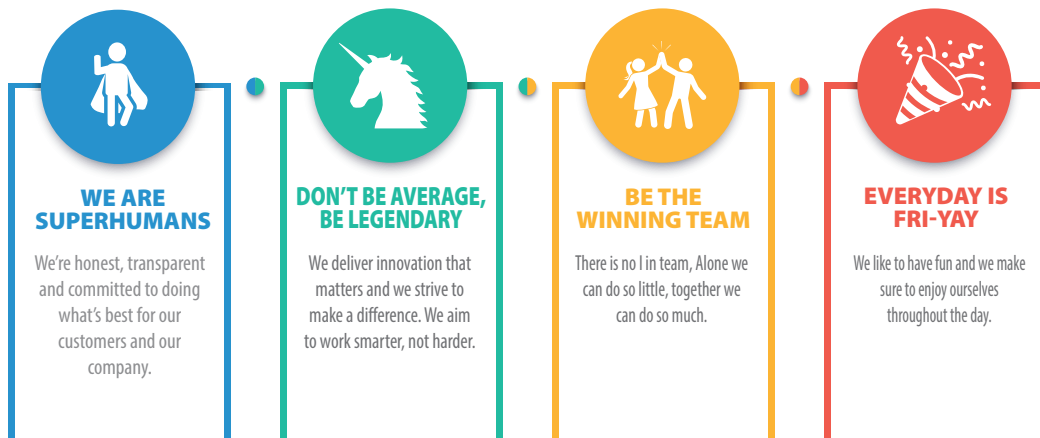 WE ARE
SUPERHUMANS
We're honest, transparent
and committed to doing
what's best for our
customers and our
company.
DON'T BE AVERAGE,
BE LEGENDARY
We deliver innovation that
matters and we strive to
make a difference. We aim
to work smarter, not harder.
BE THE
WINNING TEAM
There is no I in team, Alone we
can do so little, together we
can do so much.
EVERYDAY IS
FRI-YAY
We like to have fun and we make
sure to enjoy ourselves
throughout the day.